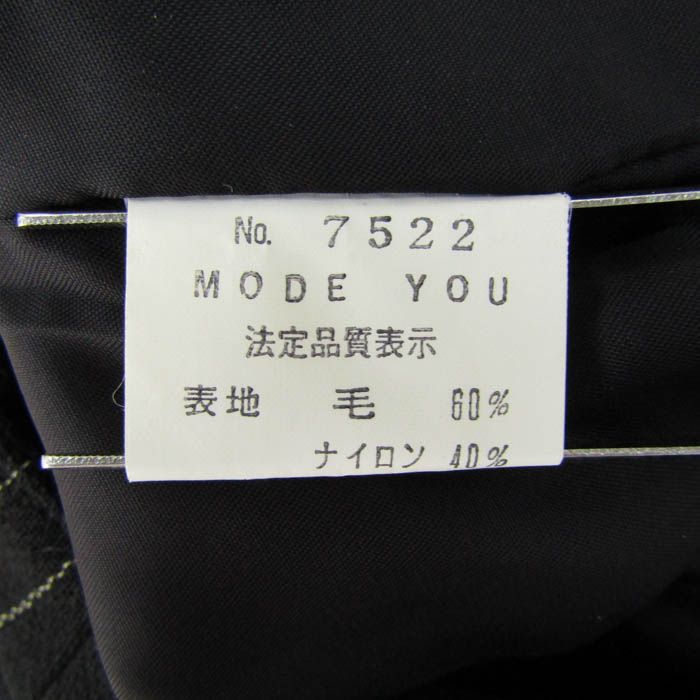 No. 7522
MODE YOU
法定品質表示
表地 毛 60%
ナイロン 40%